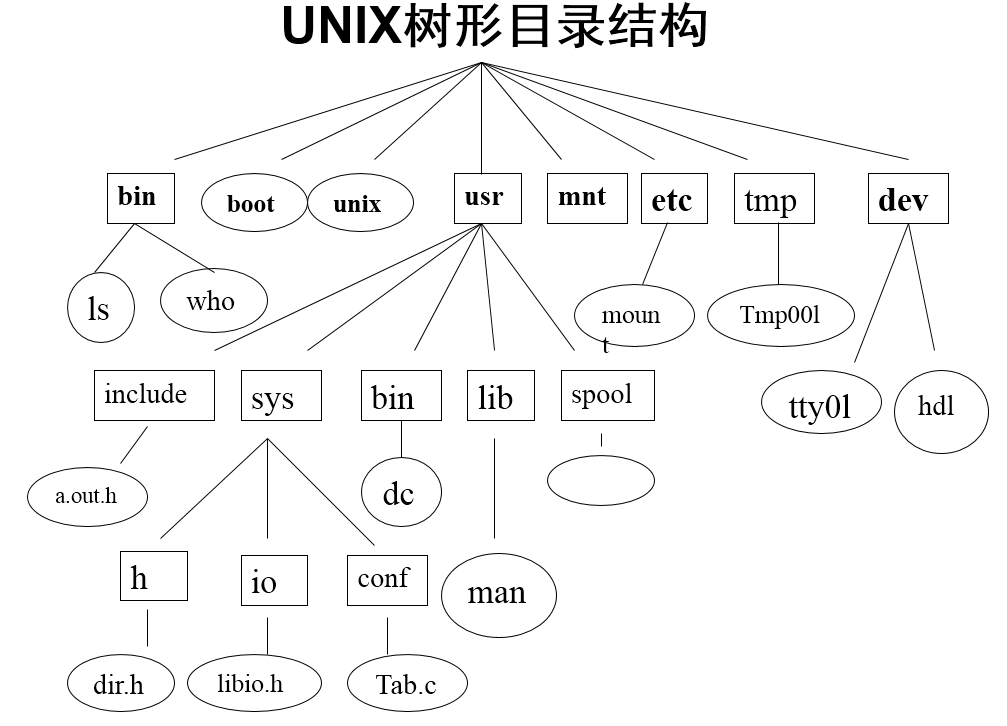 UNIX树形目录结构
bin
boot
unix
usr
mnt
etc
tmp
dev
ls
who
moun
t
Tmp00l
include
sys
bin
lib
spool
tty0l
hdl
a.out.h
dc
h
io
conf
man
dir.h
libio.h
Tab.c